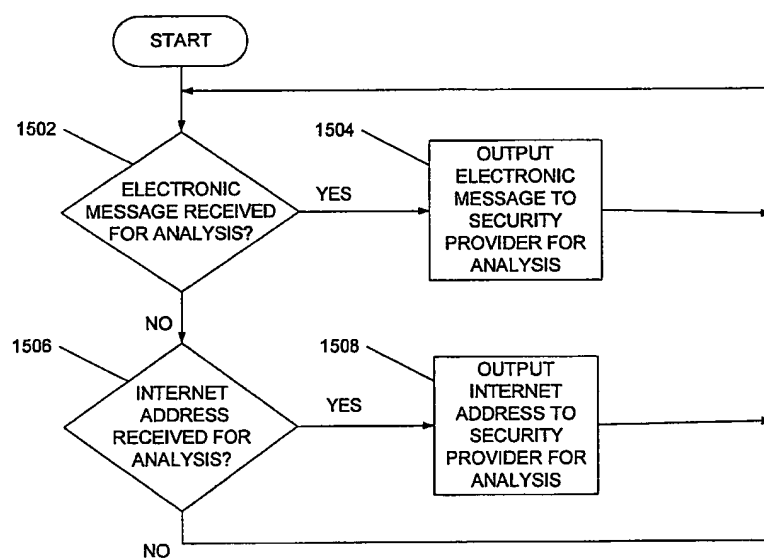 START
1502
ELECTRONIC
MESSAGE RECEIVED
FOR ANALYSIS?
YES
1504
OUTPUT
ELECTRONIC
MESSAGE TO
SECURITY
PROVIDER FOR
ANALYSIS
NO
1506
INTERNET
ADDRESS
RECEIVED FOR
ANALYSIS?
YES
1508
OUTPUT
INTERNET
ADDRESS TO
SECURITY
PROVIDER FOR
ANALYSIS
NO